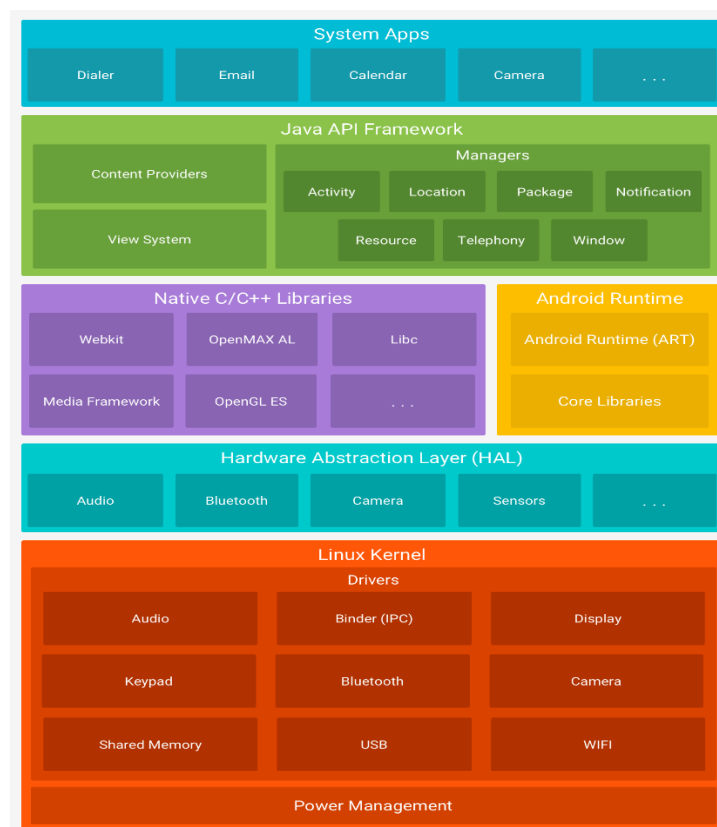 System Apps
Dialer Email Calendar Camera . . .
Java API Framework
Content Providers
View System
Managers
Activity Location Package Notification
Resource Telephony Window
Native C/C++ Libraries
Webkit OpenMAX AL Libc
Media Framework OpenGL ES . . .
Android Runtime
Android Runtime (ART)
Core Libraries
Hardware Abstraction Layer (HAL)
Audio Bluetooth Camera Sensors . . .
Linux Kernel
Drivers
Audio Binder (IPC) Display
Keypad Bluetooth Camera
Shared Memory USB WIFI
Power Management